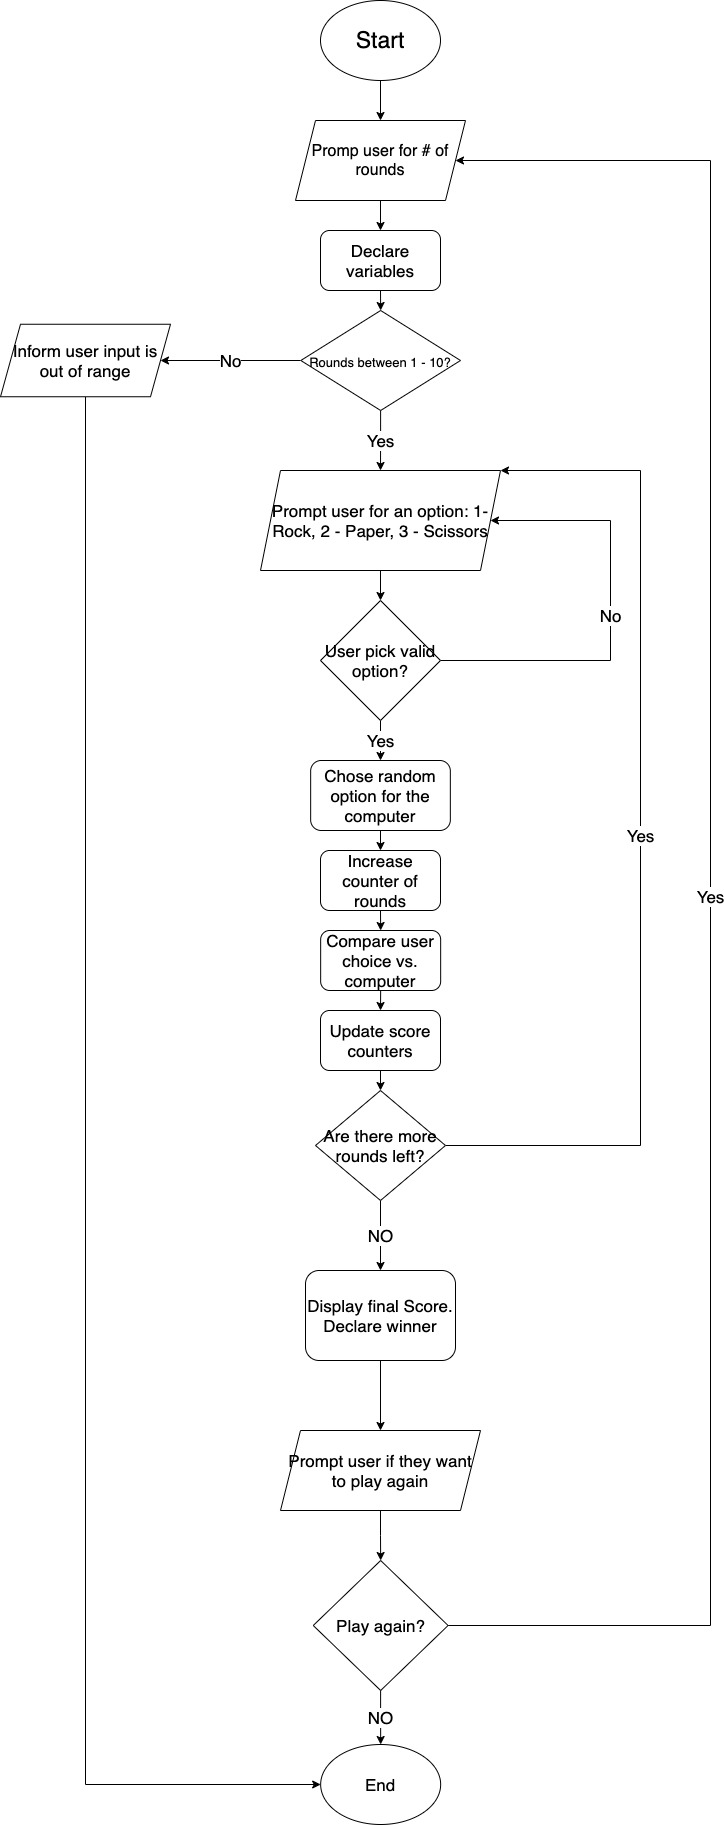 Start
Promp user for # of
rounds
Declare
variables
Inform user input is
out of range
No
Rounds between 1 - 10?
Yes
Prompt user for an option: 1-
Rock, 2 - Paper, 3 - Scissors
No
User pick valid
option?
Yes
Chose random
option for the
computer
Yes
Increase
counter of
rounds
Yes
Compare user
choice vs.
computer
Update score
counters
Are there more
rounds left?
NO
Display final Score.
Declare winner
Prompt user if they want
to play again
Play again?
NO
End